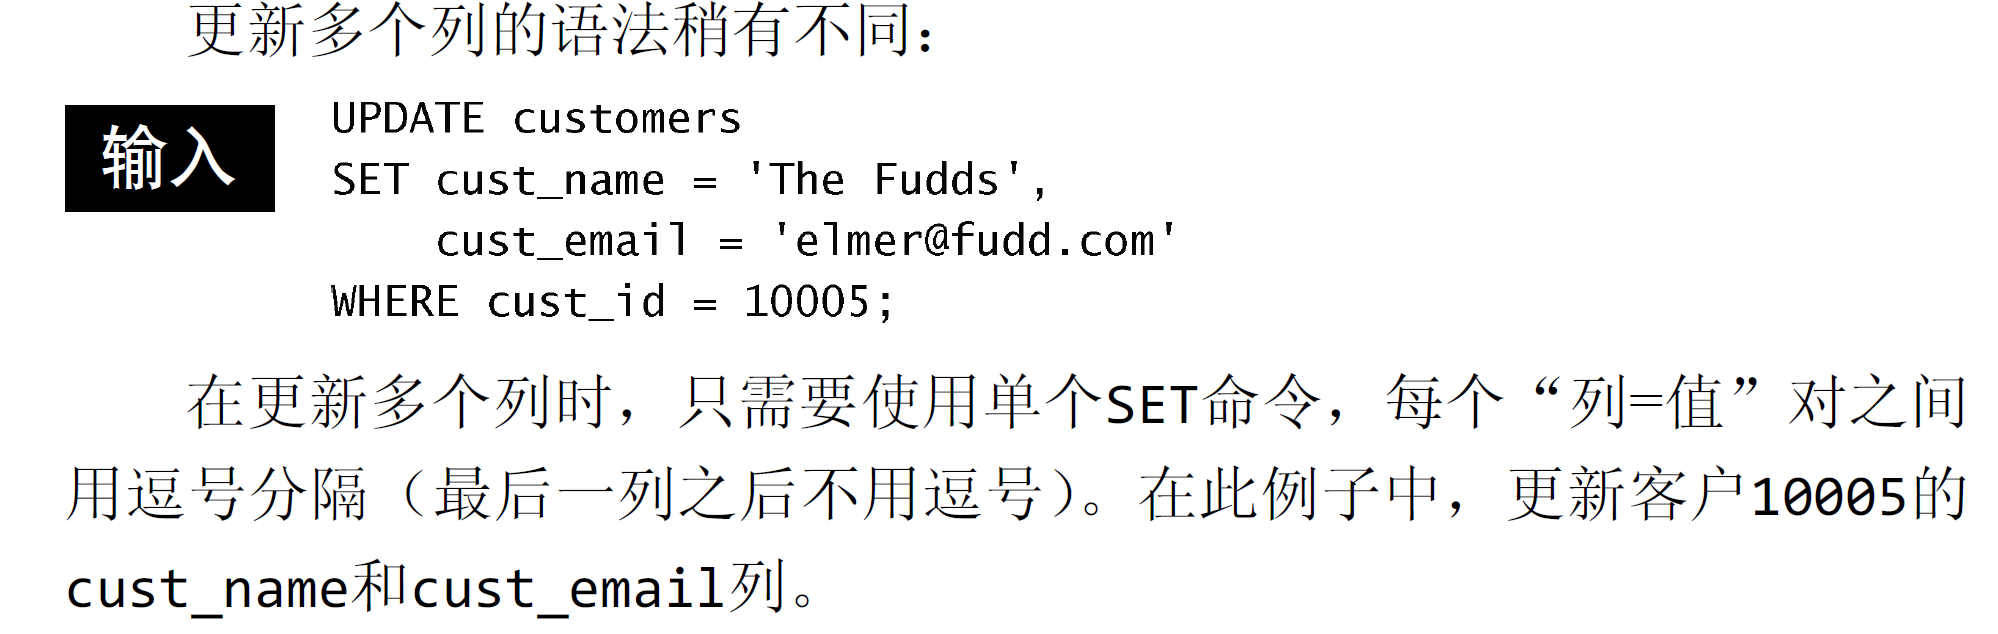 更新多个列的语法稍有不同：
输入
UPDATE customers
SET cust_name = 'The Fudds',
    cust_email = 'elmer@fudd.com'
WHERE cust_id = 10005;
在更新多个列时，只需要使用单个SET命令，每个“列=值”对之间
用逗号分隔（最后一列之后不用逗号）。在此例子中，更新客户10005的
cust_name和cust_email列。